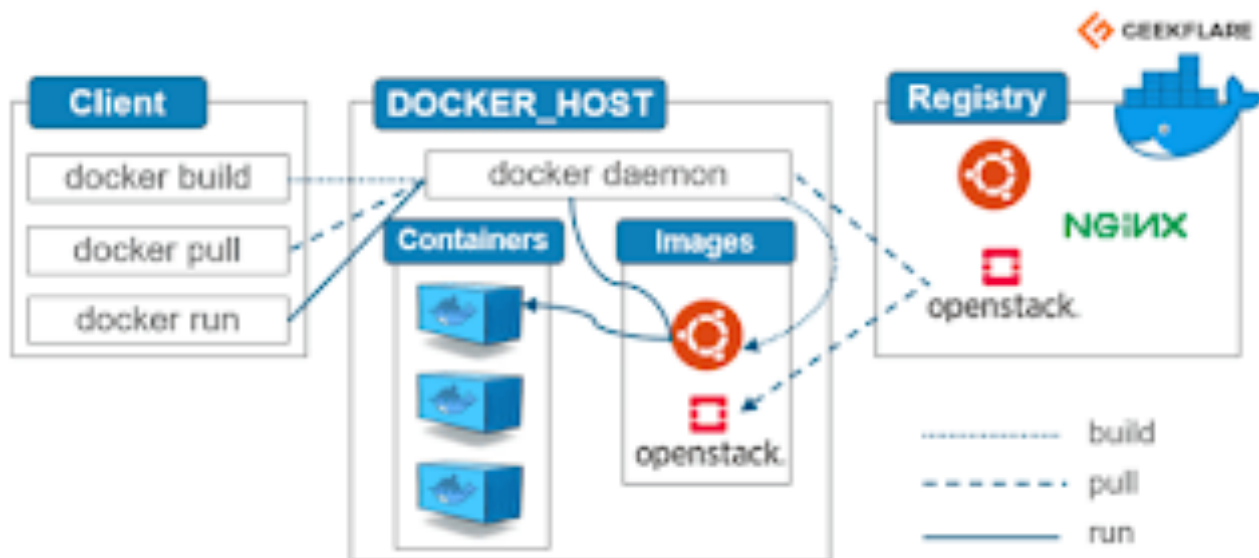 GEEKFLARE
Client
DOCKER_HOST
Registry
docker build
docker daemon
docker pull
Containers
Images
NGiNX
docker run
openstack.
openstack.
build
pull
run